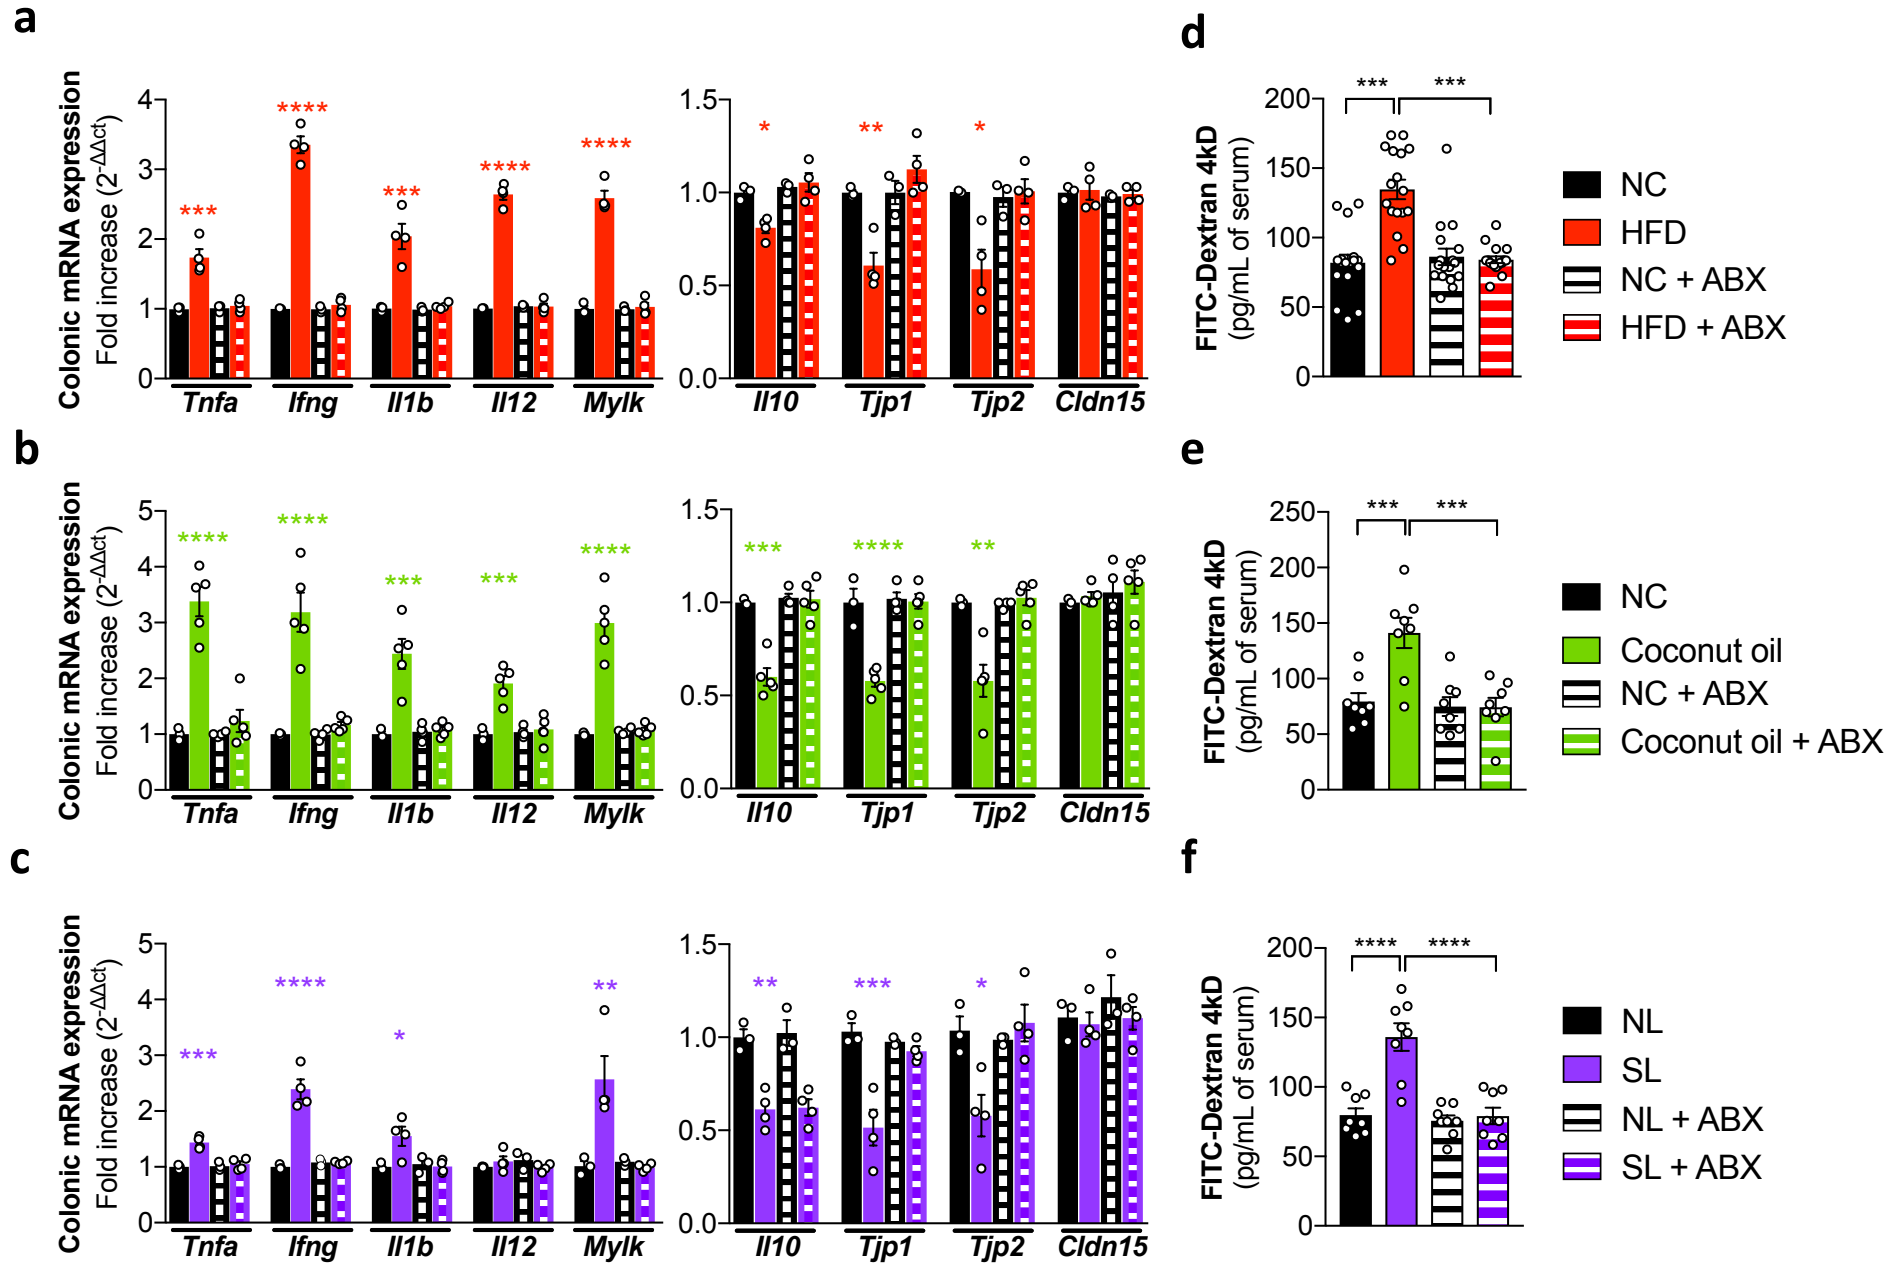 a
Colonic mRNA expression
Fold increase (2-ΔΔct)
4
3
2
1
0
***
****
***
****
****
Tnfa Ifng Il1b Il12 Mylk
1.5
1.0
0.5
0.0
*
**
*
Il10 Tjp1 Tjp2 Cldn15
d
FITC-Dextran 4kD
(pg/mL of serum)
200
150
100
50
0
***
***
NC
HFD
NC + ABX
HFD + ABX
b
Colonic mRNA expression
Fold increase (2-ΔΔct)
5
4
3
2
1
0
****
****
***
***
****
Tnfa Ifng Il1b Il12 Mylk
1.5
1.0
0.5
0.0
***
****
**
Il10 Tjp1 Tjp2 Cldn15
e
FITC-Dextran 4kD
(pg/mL of serum)
250
200
150
100
50
0
***
***
NC
Coconut oil
NC + ABX
Coconut oil + ABX
c
Colonic mRNA expression
Fold increase (2-ΔΔct)
5
4
3
2
1
0
***
****
*
**
Tnfa Ifng Il1b Il12 Mylk
1.5
1.0
0.5
0.0
**
***
*
Il10 Tjp1 Tjp2 Cldn15
f
FITC-Dextran 4kD
(pg/mL of serum)
200
150
100
50
0
****
****
NL
SL
NL + ABX
SL + ABX